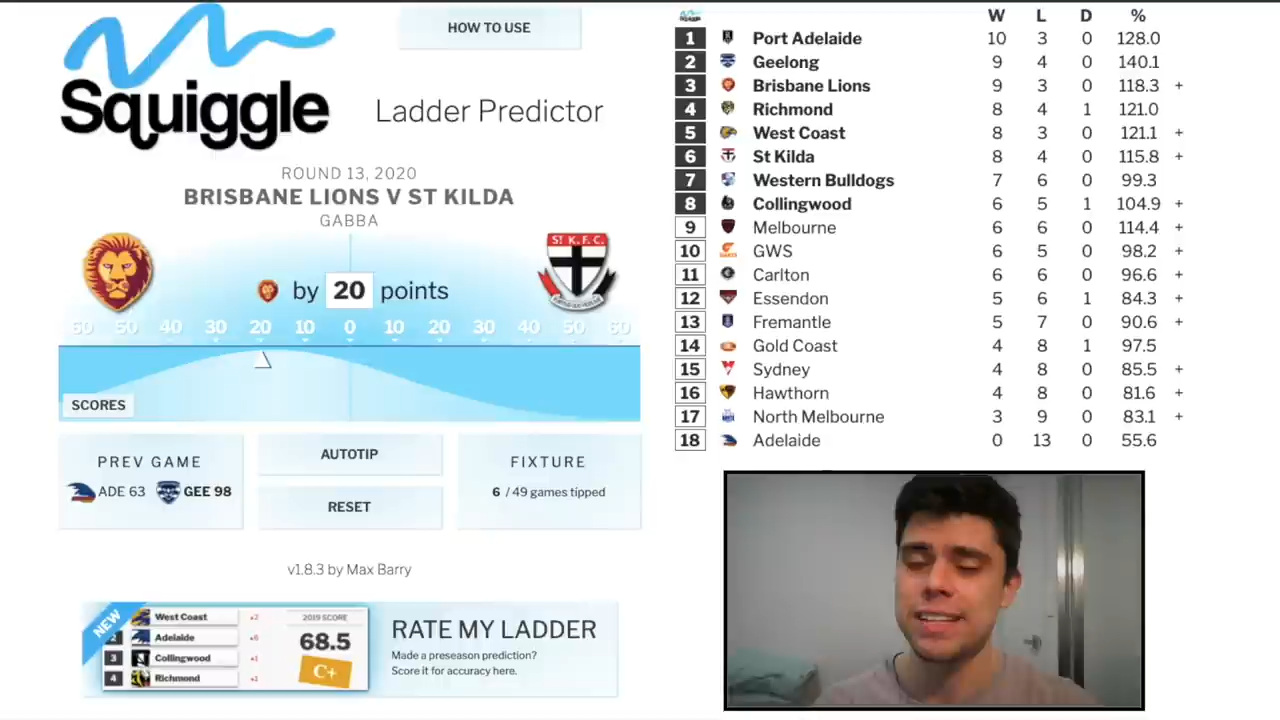 HOW TO USE
Squiggle
Ladder Predictor
ROUND 13, 2020
BRISBANE LIONS V ST KILDA
GABBA
ST K.F.C.
by 20 points
60 50 40 30 20 10 0 10 20 30 40 50 60
SCORES
PREV GAME
ADE 63 GEE 98
AUTOTIP
RESET
FIXTURE
6 / 49 games tipped
v1.8.3 by Max Barry
NEW
West Coast
2 Adelaide
3 Collingwood
4 Richmond
2019 SCORE
68.5
C+
RATE MY LADDER
Made a preseason prediction?
Score it for accuracy here.
W L D %
1 Port Adelaide 10 3 0 128.0
2 Geelong 9 4 0 140.1
3 Brisbane Lions 9 3 0 118.3 +
4 Richmond 8 4 1 121.0
5 West Coast 8 3 0 121.1 +
6 St Kilda 8 4 0 115.8 +
7 Western Bulldogs 7 6 0 99.3
8 Collingwood 6 5 1 104.9 +
9 Melbourne 6 6 0 114.4 +
10 GWS 6 5 0 98.2 +
11 Carlton 6 6 0 96.6 +
12 Essendon 5 6 1 84.3 +
13 Fremantle 5 7 0 90.6 +
14 Gold Coast 4 8 1 97.5
15 Sydney 4 8 0 85.5 +
16 Hawthorn 4 8 0 81.6 +
17 North Melbourne 3 9 0 83.1 +
18 Adelaide 0 13 0 55.6